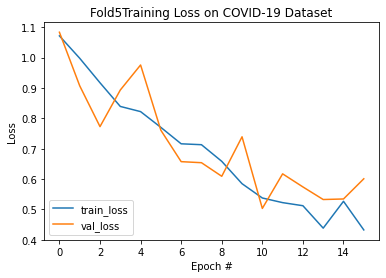 Fold5Training Loss on COVID-19 Dataset
1.1
1.0
0.9
0.8
0.7
0.6
0.5
0.4
Loss
train_loss
val_loss
0 2 4 6 8 10 12 14
Epoch #